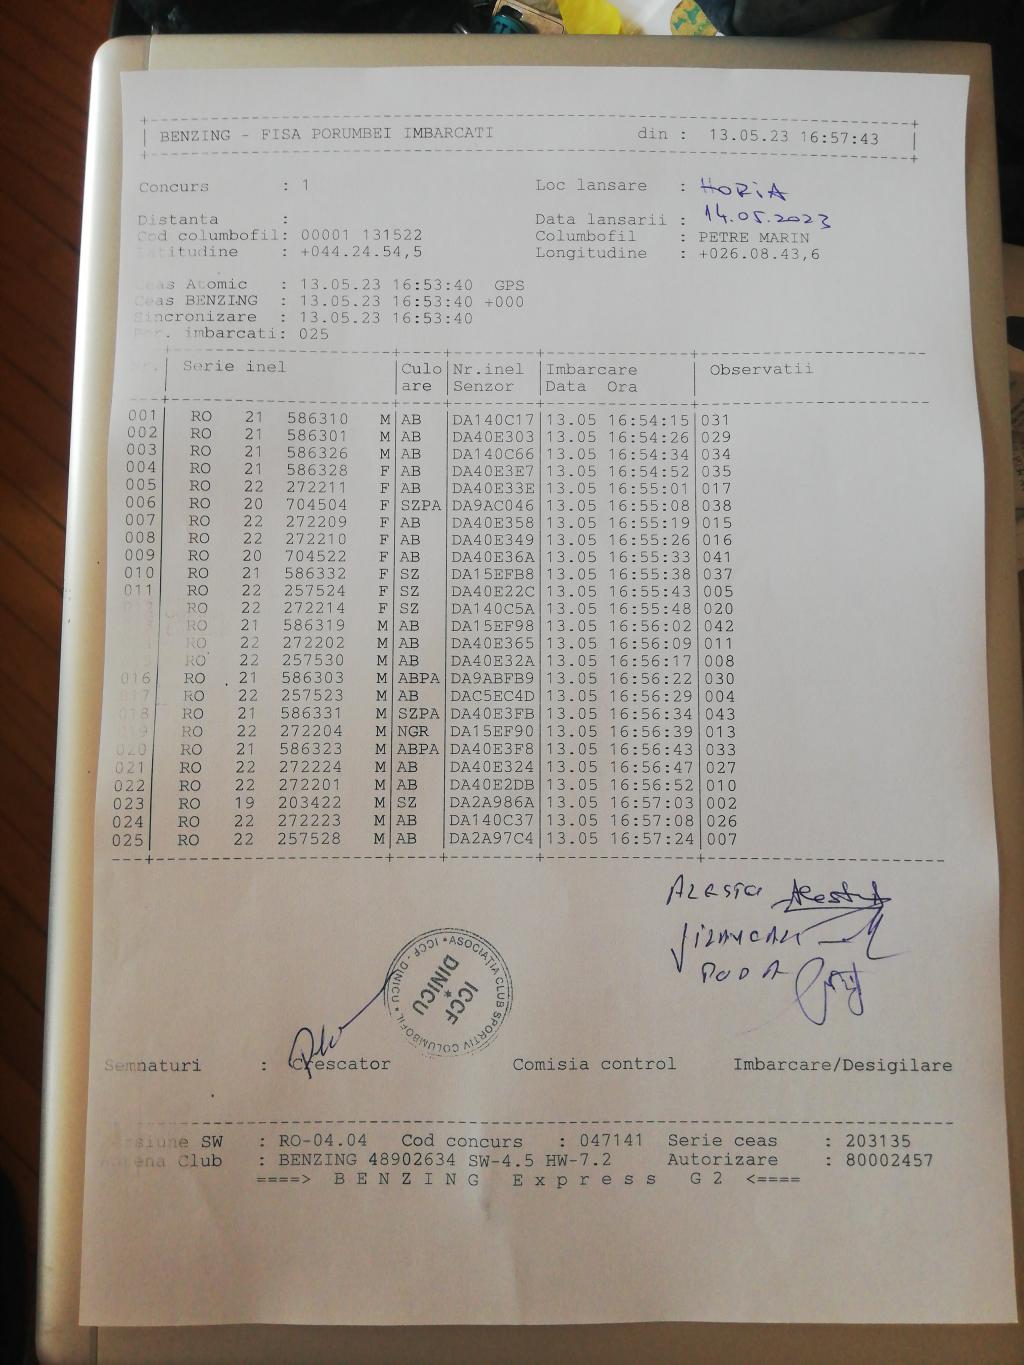 BENZING - FISA PORUMBEI IMBARCATI din : 13.05.23 16:57:43
Concurs : 1 Loc lansare : HORIA
Distanta : Data lansarii : 14.05.2023
Cod columbofil: 00001 131522 Columbofil : PETRE MARIN
Latitudine : +044.24.54,5 Longitudine : +026.08.43,6
Ceas Atomic : 13.05.23 16:53:40 GPS
Ceas BENZING : 13.05.23 16:53:40 +000
Sincronizare : 13.05.23 16:53:40
Por. imbarcati: 025
Nr. Serie inel Culo Nr.inel Imbarcare Observatii
are Senzor Data Ora
001 RO 21 586310 M AB DA140C17 13.05 16:54:15 031
002 RO 21 586301 M AB DA40E303 13.05 16:54:26 029
003 RO 21 586326 M AB DA140C66 13.05 16:54:34 034
004 RO 21 586328 F AB DA40E3E7 13.05 16:54:52 035
005 RO 22 272211 F AB DA40E33E 13.05 16:55:01 017
006 RO 20 704504 F SZPA DA9AC046 13.05 16:55:08 038
007 RO 22 272209 F AB DA40E358 13.05 16:55:19 015
008 RO 22 272210 F AB DA40E349 13.05 16:55:26 016
009 RO 20 704522 F AB DA40E36A 13.05 16:55:33 041
010 RO 21 586332 F SZ DA15EFB8 13.05 16:55:38 037
011 RO 22 257524 F SZ DA40E22C 13.05 16:55:43 005
012 RO 22 272214 F SZ DA140C5A 13.05 16:55:48 020
RO 21 586319 M AB DA15EF98 13.05 16:56:02 042
RO 22 272202 M AB DA40E365 13.05 16:56:09 011
RO 22 257530 M AB DA40E32A 13.05 16:56:17 008
016 RO 21 586303 M ABPA DA9ABFB9 13.05 16:56:22 030
017 RO 22 257523 M AB DAC5EC4D 13.05 16:56:29 004
018 RO 21 586331 M SZPA DA40E3FB 13.05 16:56:34 043
019 RO 22 272204 M NGR DA15EF90 13.05 16:56:39 013
020 RO 21 586323 M ABPA DA40E3F8 13.05 16:56:43 033
021 RO 22 272224 M AB DA40E324 13.05 16:56:47 027
022 RO 22 272201 M AB DA40E2DB 13.05 16:56:52 010
023 RO 19 203422 M SZ DA2A986A 13.05 16:57:03 002
024 RO 22 272223 M AB DA140C37 13.05 16:57:08 026
025 RO 22 257528 M AB DA2A97C4 13.05 16:57:24 007
ASOCIAȚIA CLUB SPORTIV COLUMBOFIL • DINICU - ICCF •
ICCF
DINICU
Semnaturi : Crescator Comisia control Imbarcare/Desigilare
Versiune SW : RO-04.04 Cod concurs : 047141 Serie ceas : 203135
Antena Club : BENZING 48902634 SW-4.5 HW-7.2 Autorizare : 80002457
====> BENZING Express G2 <====